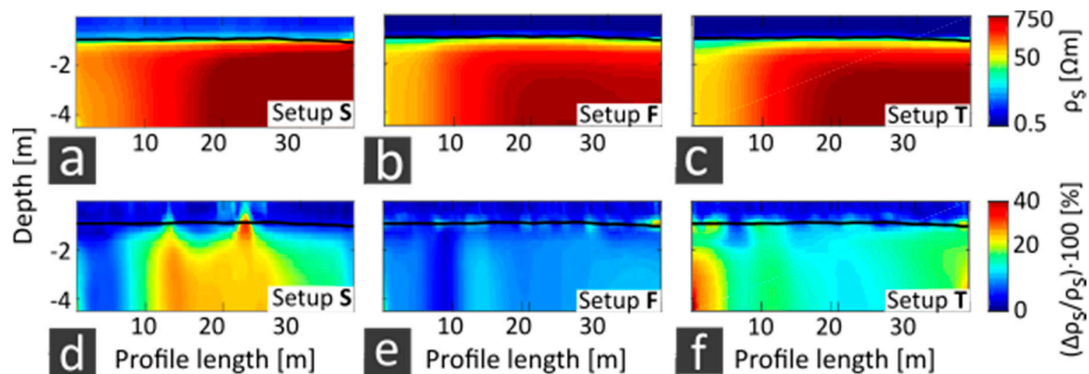 750
50
0.5
ρs [Ωm]
-2
-4
Setup S
Setup F
Setup T
a
10 20 30
b
10 20 30
c
10 20 30
Depth [m]
40
20
0
(Δρs/ρs)·100 [%]
-2
-4
Setup S
Setup F
Setup T
d
10 20 30
e
10 20 30
f
10 20 30
Profile length [m]
Profile length [m]
Profile length [m]